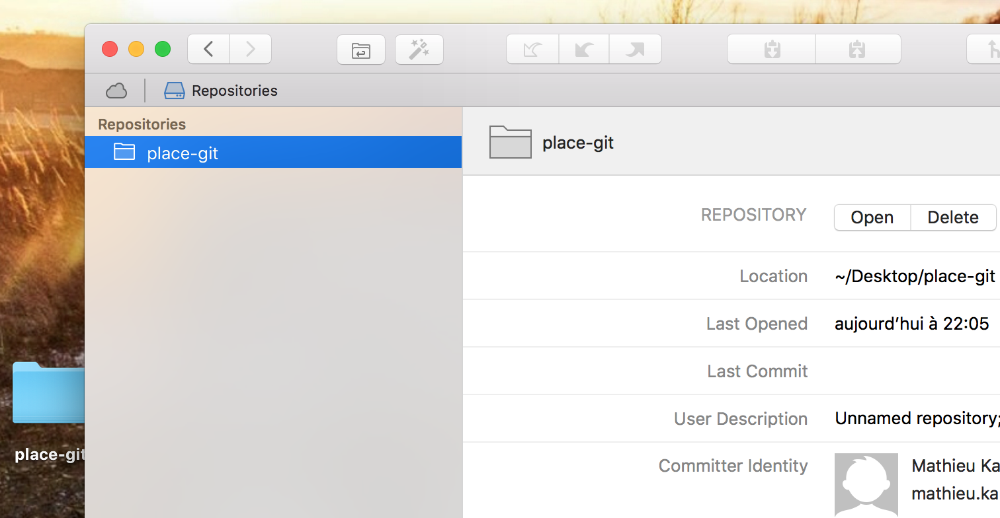 Repositories
Repositories
place-git
place-git
REPOSITORY
Open
Delete
Location
~/Desktop/place-git
Last Opened
aujourd’hui à 22:05
Last Commit
User Description
Unnamed repository;
Committer Identity
Mathieu Ka
mathieu.ka
place-git